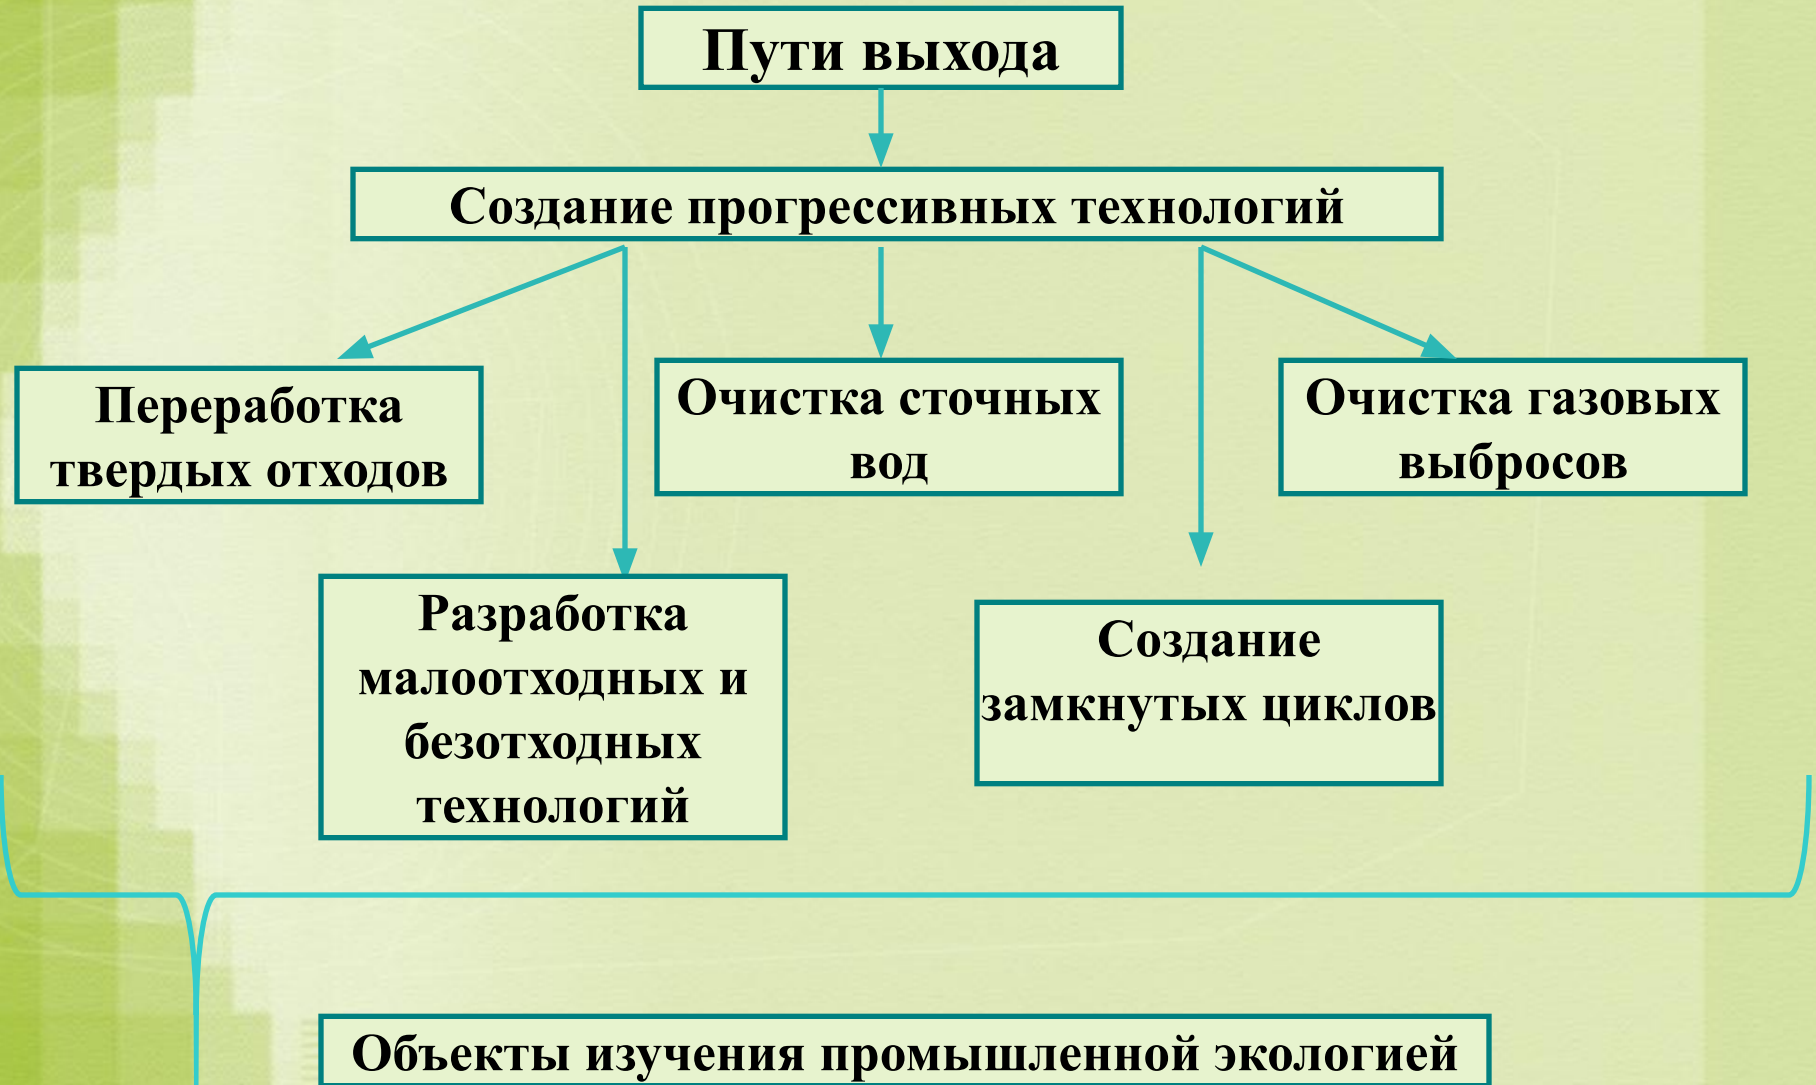 Пути выхода
Создание прогрессивных технологий
Переработка
твердых отходов
Очистка сточных
вод
Очистка газовых
выбросов
Разработка
малоотходных и
безотходных
технологий
Создание
замкнутых циклов
Объекты изучения промышленной экологией